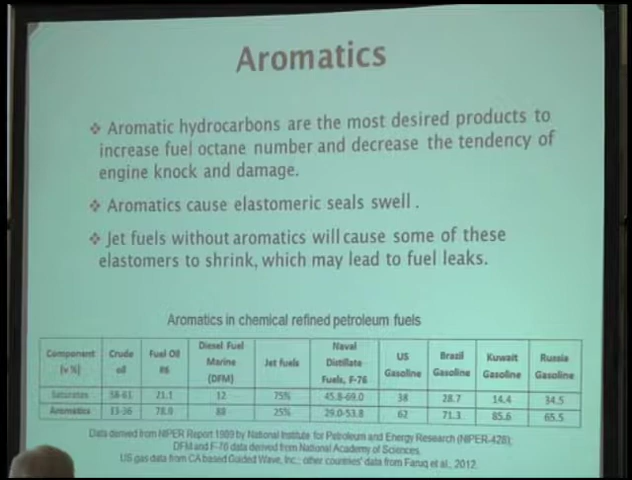 Aromatics
❖ Aromatic hydrocarbons are the most desired products to
increase fuel octane number and decrease the tendency of
engine knock and damage.
❖ Aromatics cause elastomeric seals swell .
❖ Jet fuels without aromatics will cause some of these
elastomers to shrink, which may lead to fuel leaks.
Aromatics in chemical refined petroleum fuels
Component (v %) Crude oil Fuel Oil #6 Diesel Fuel Marine (DFM) Jet fuels Naval Distillate Fuels, F-76 US Gasoline Brazil Gasoline Kuwait Gasoline Russia Gasoline
Saturates 21.1 12 75% 45.8-69.0 38 28.7 14.4 34.5
Aromatics 78.9 88 25% 29.0-53.8 62 71.3 85.6 65.5
Data derived from NIPER Report 1989 by National Institute for Petroleum and Energy Research (NIPER-428);
DFM and F-76 data derived from National Academy of Sciences.
US gas data from CA based Guided Wave, Inc.; other countries' data from Faruq et al., 2012.